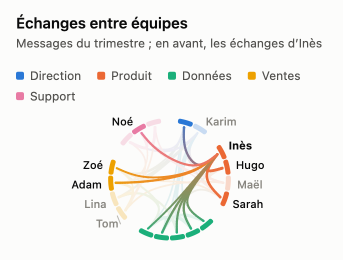 Échanges entre équipes
Messages du trimestre ; en avant, les échanges d’Inès
Direction
Produit
Données
Ventes
Support
Noé
Karim
Inès
Zoé
Hugo
Adam
Maël
Lina
Sarah
Tom